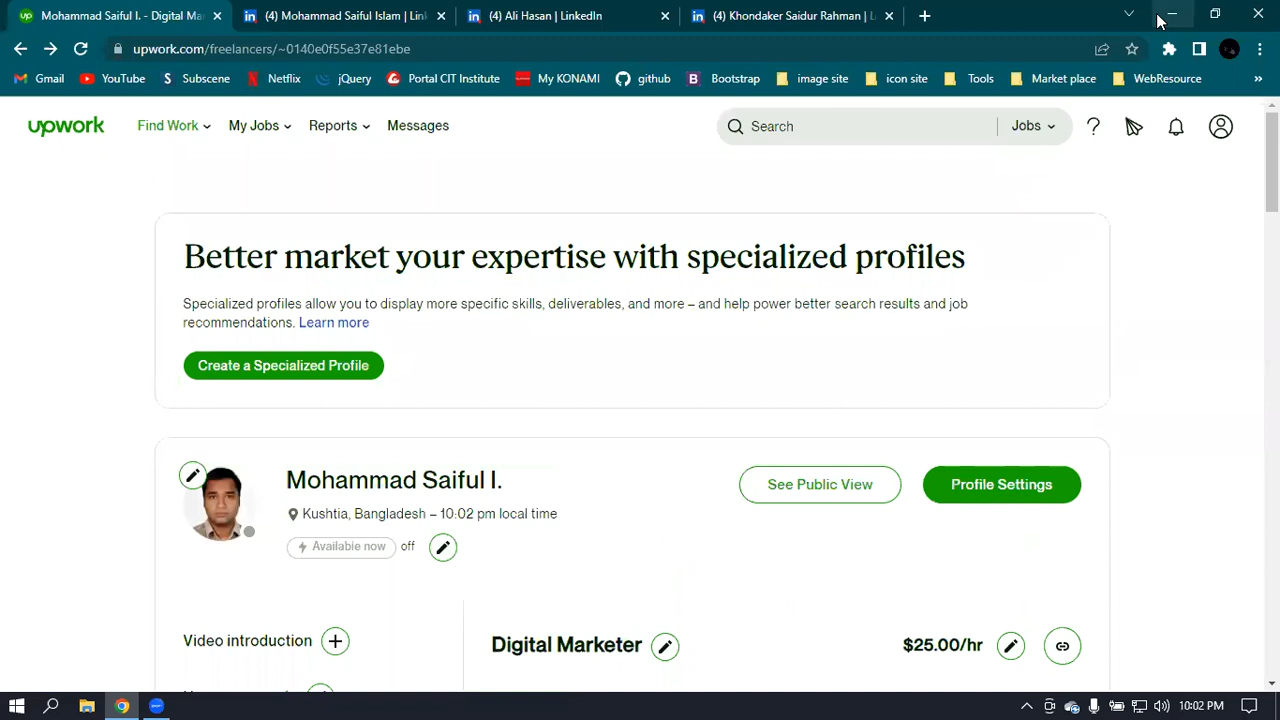 Mohammad Saiful I. - Digital Ma
(4) Mohammad Saiful Islam | Link
(4) Ali Hasan | LinkedIn
(4) Khondaker Saidur Rahman | L
upwork.com/freelancers/~0140e0f55e37e81ebe
Gmail
YouTube
Subscene
Netflix
jQuery
Portal CIT Institute
My KONAMI
github
Bootstrap
image site
icon site
Tools
Market place
WebResource
upwork
Find Work
My Jobs
Reports
Messages
Search
Jobs
Better market your expertise with specialized profiles
Specialized profiles allow you to display more specific skills, deliverables, and more – and help power better search results and job
recommendations. Learn more
Create a Specialized Profile
Mohammad Saiful I.
See Public View
Profile Settings
Kushtia, Bangladesh – 10:02 pm local time
Available now off
Video introduction
Digital Marketer
$25.00/hr
10:02 PM